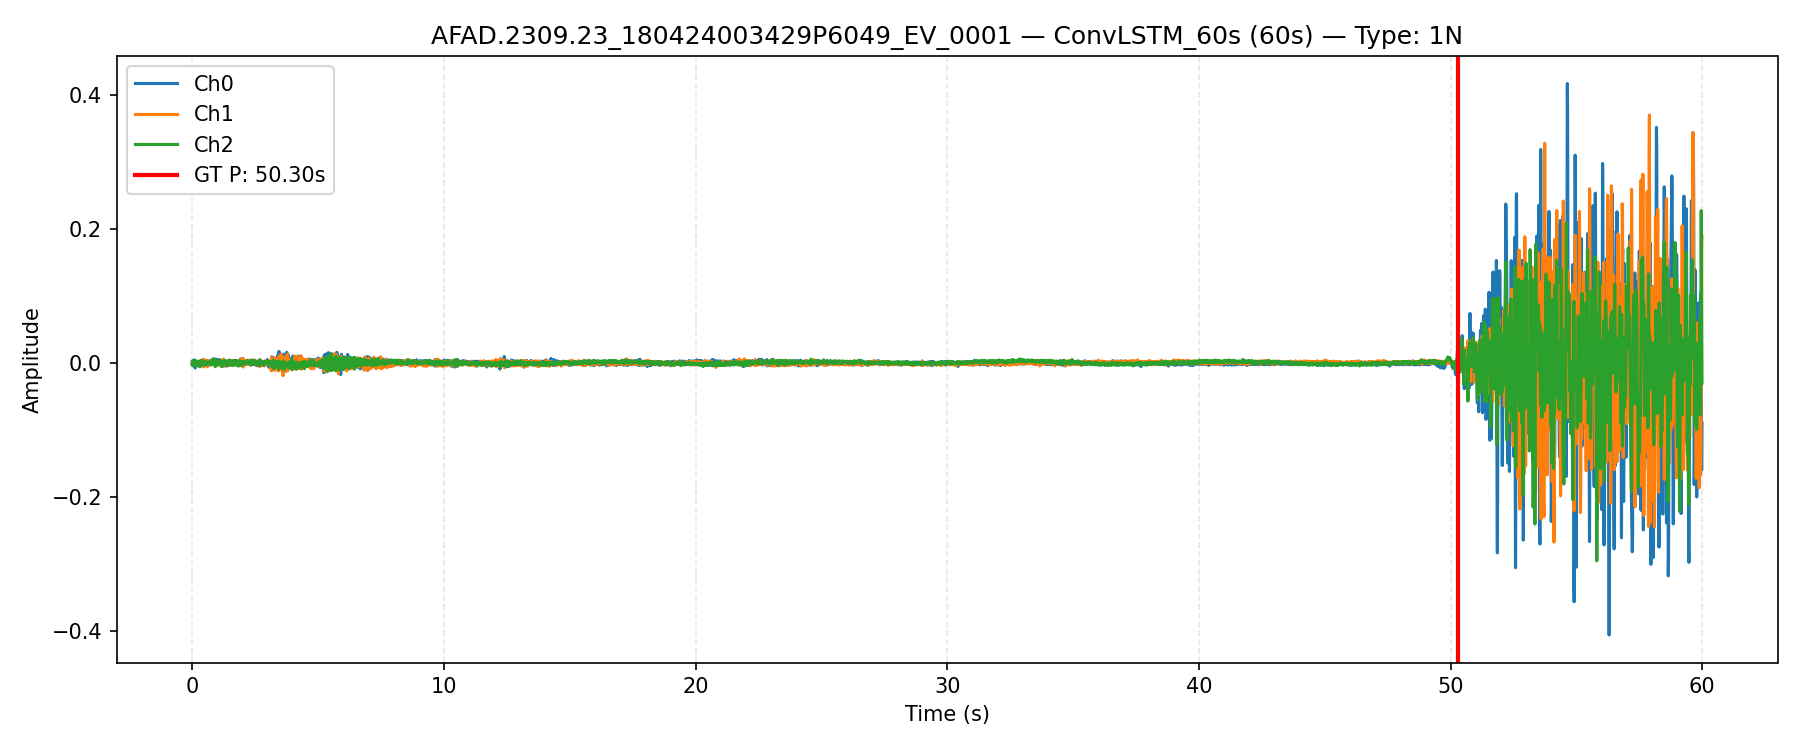 AFAD.2309.23_180424003429P6049_EV_0001 — ConvLSTM_60s (60s) — Type: 1N
Ch0
Ch1
Ch2
GT P: 50.30s
0.4
0.2
0.0
−0.2
−0.4
Amplitude
0 10 20 30 40 50 60
Time (s)